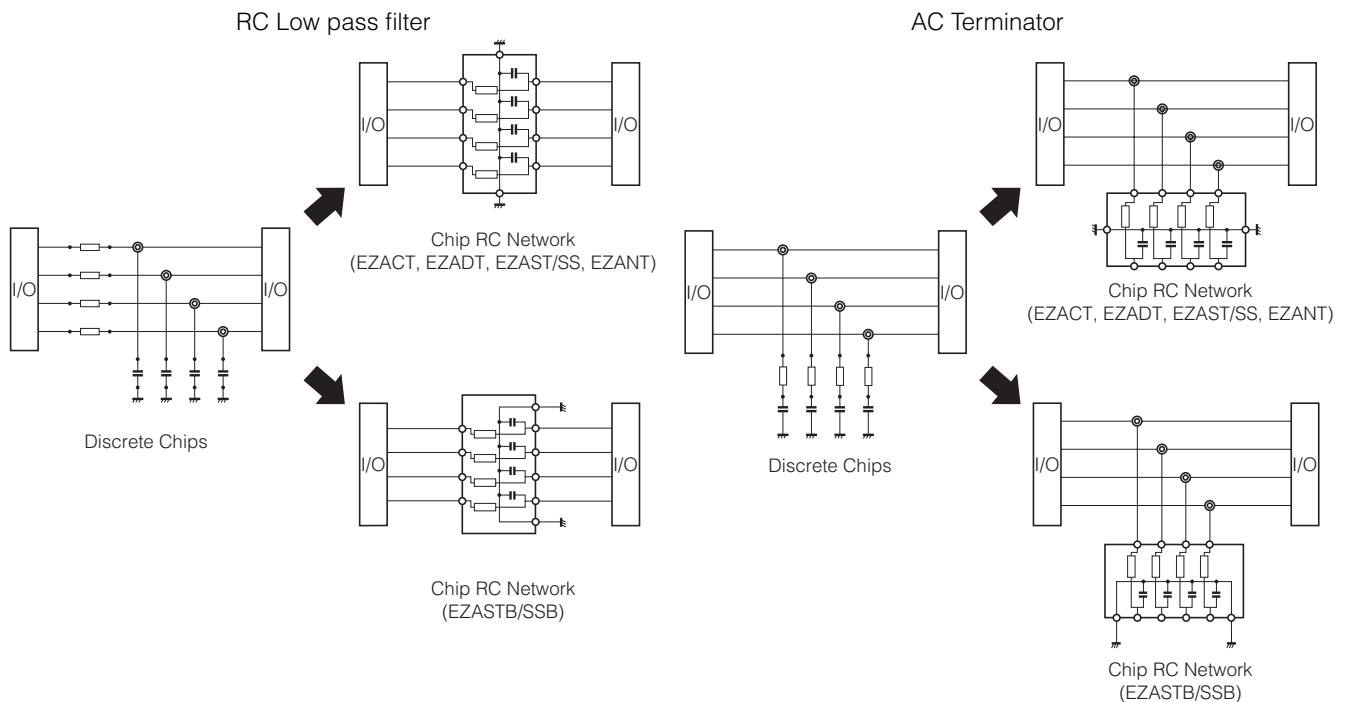 RC Low pass filter
I/O
I/O
Chip RC Network
(EZACT, EZADT, EZAST/SS, EZANT)
I/O
I/O
Discrete Chips
I/O
I/O
Chip RC Network
(EZASTB/SSB)
AC Terminator
I/O
I/O
Chip RC Network
(EZACT, EZADT, EZAST/SS, EZANT)
I/O
I/O
Discrete Chips
I/O
I/O
Chip RC Network
(EZASTB/SSB)